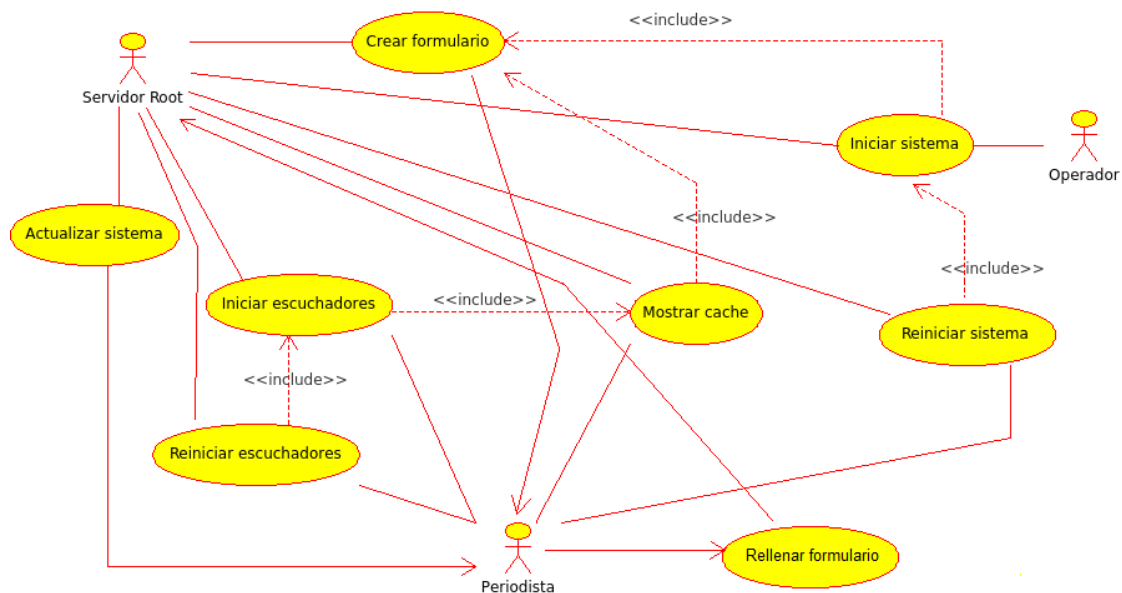 <<include>>
Crear formulario
Servidor Root
Iniciar sistema
Operador
<<include>>
Actualizar sistema
<<include>>
Iniciar escuchadores
<<include>>
Mostrar cache
Reiniciar sistema
<<include>>
Reiniciar escuchadores
Rellenar formulario
Periodista